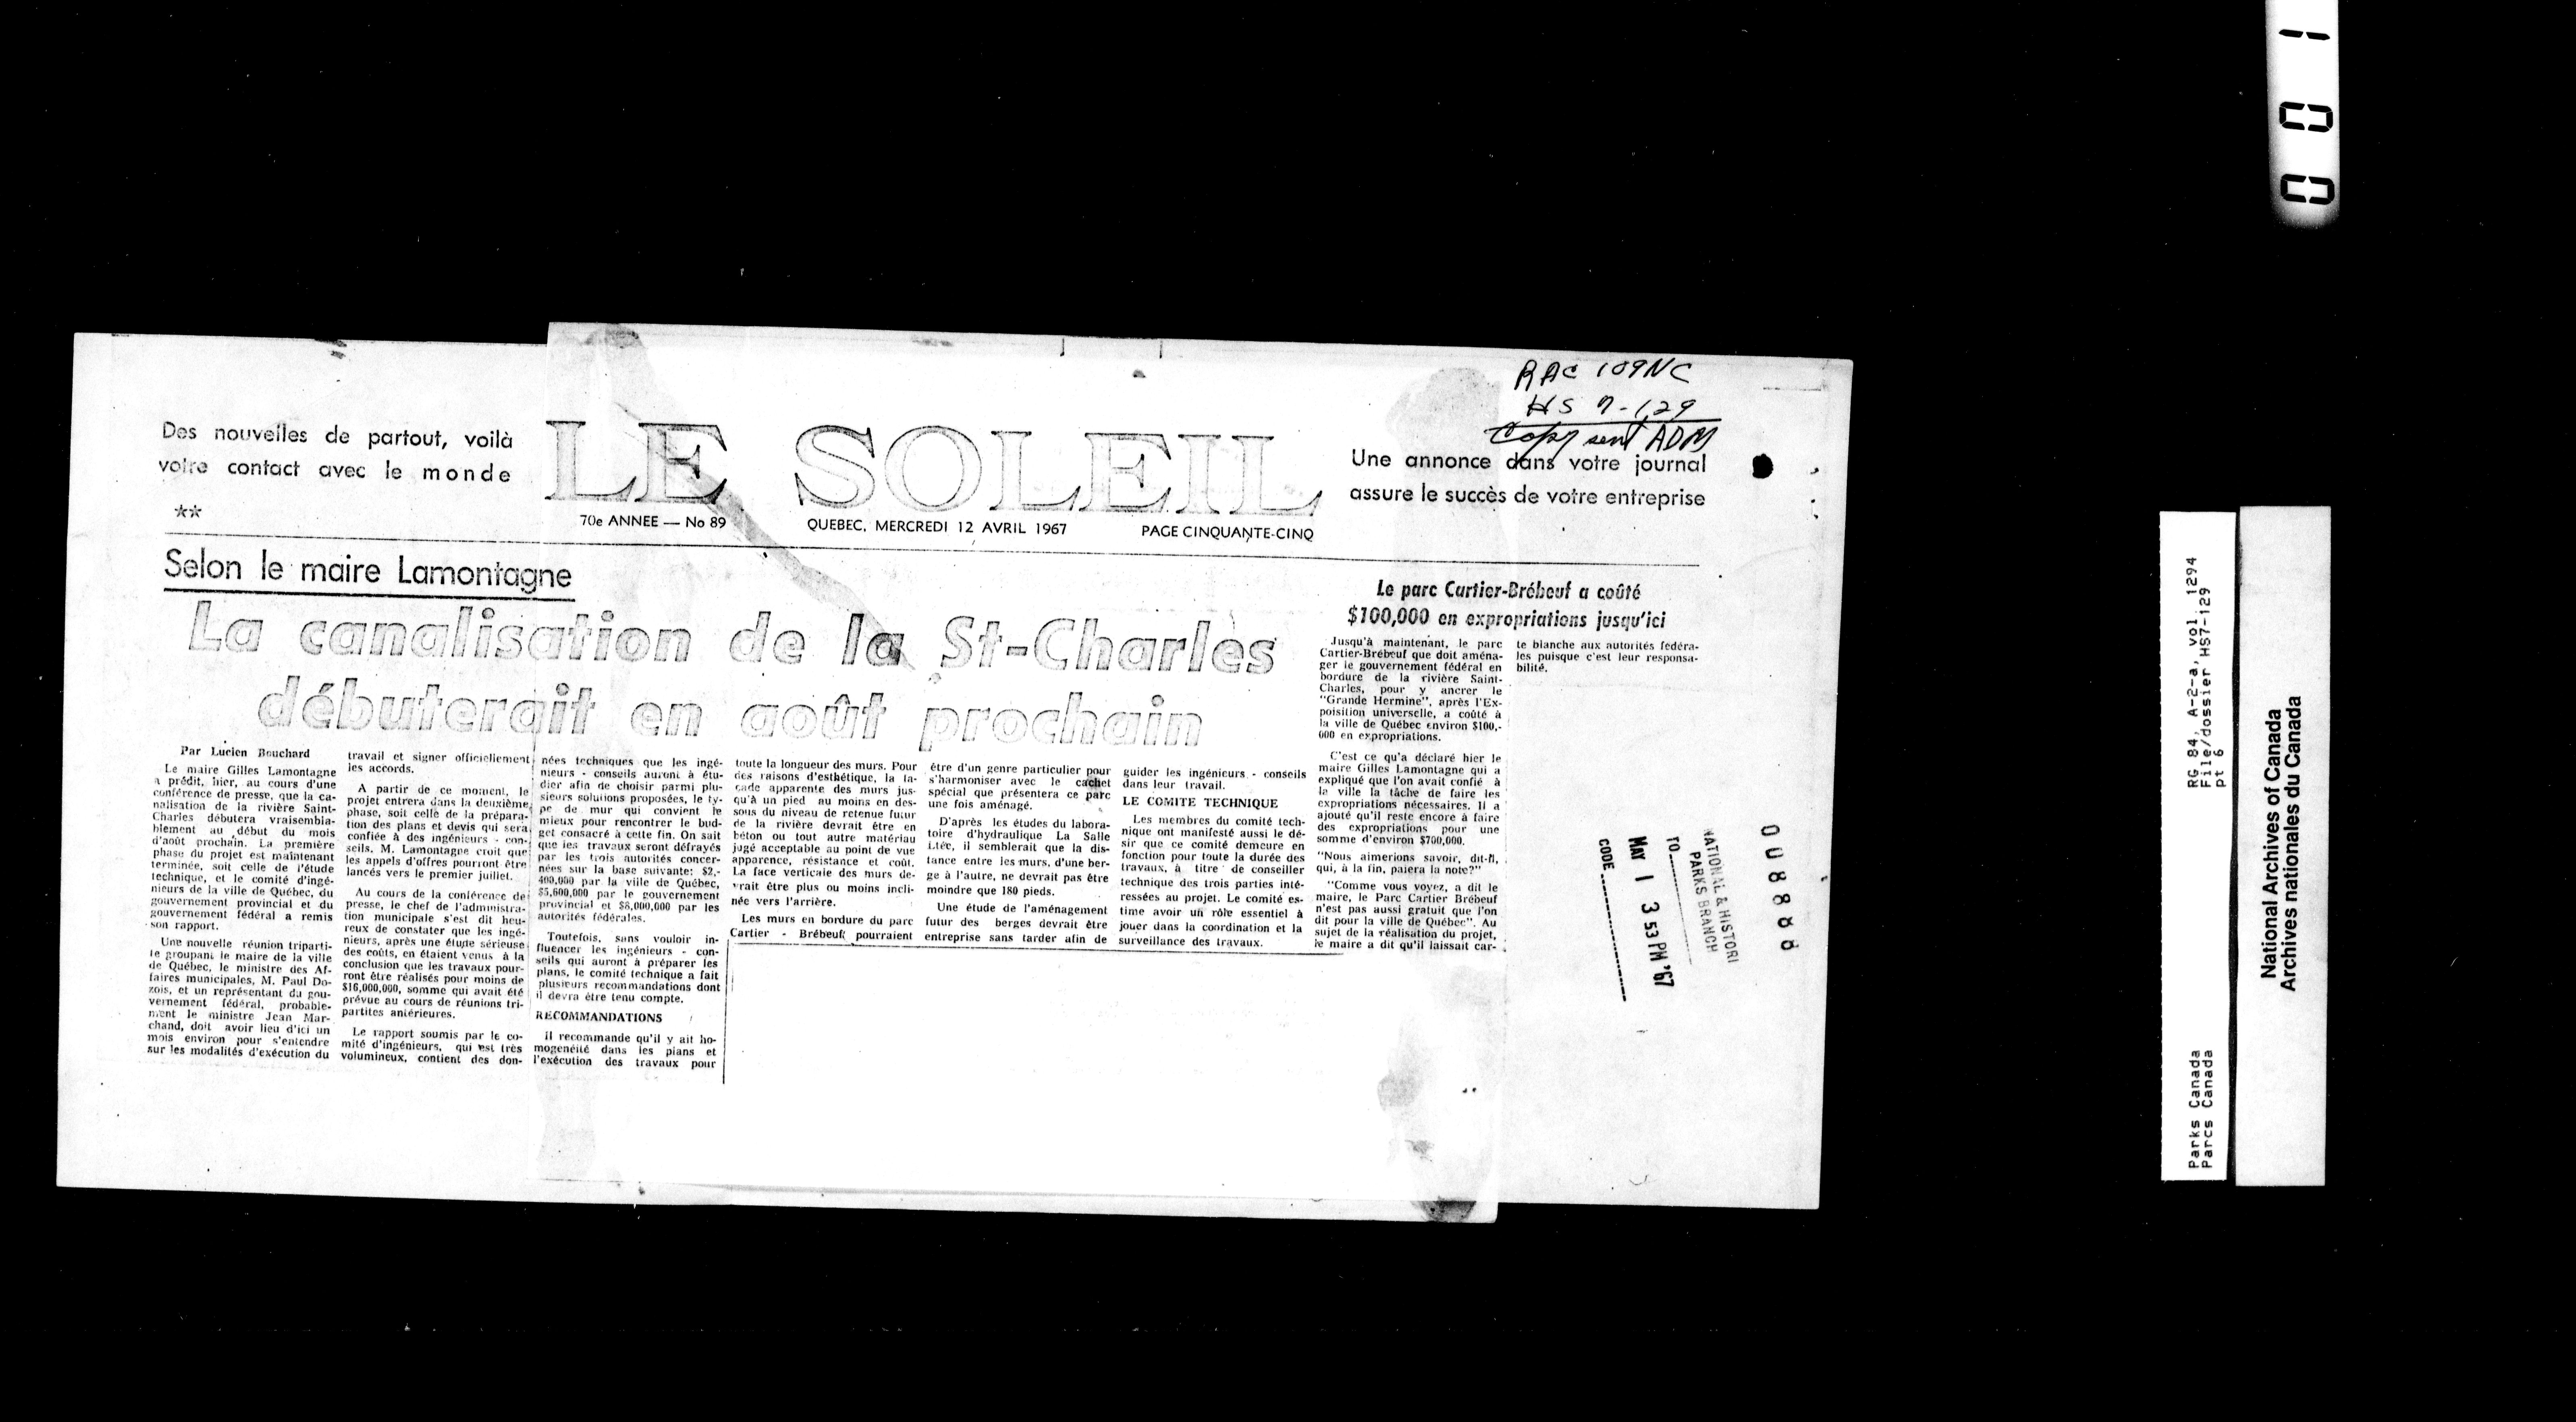 RAC 109NC
HS 7-129
Copy sent ADM
Des nouvelles de partout, voilà
votre contact avec le monde
**
LE SOLEIL
Une annonce dans votre journal
assure le succès de votre entreprise
70e ANNEE — No 89
QUEBEC, MERCREDI 12 AVRIL 1967
PAGE CINQUANTE-CINQ
Selon le maire Lamontagne
La canalisation de la St-Charles
débuterait en août prochain
Par Lucien Bouchard
Le maire Gilles Lamontagne
a prédit, hier, au cours d'une
conférence de presse, que la ca-
nalisation de la rivière Saint-
Charles débutera vraisembla-
blement au début du mois
d'août prochain. La première
phase du projet est maintenant
terminée, soit celle de l'étude
technique, et le comité d'ingé-
nieurs de la ville de Québec, du
gouvernement provincial et du
gouvernement fédéral a remis
son rapport.
Une nouvelle réunion triparti-
te groupant le maire de la ville
de Québec, le ministre des Af-
faires municipales, M. Paul Do-
zois, et un représentant du gou-
vernement fédéral, probable-
ment le ministre Jean Mar-
chand, doit avoir lieu d'ici un
mois environ pour s'entendre
sur les modalités d'exécution du
travail et signer officiellement
les accords.
A partir de ce moment, le
projet entrera dans la deuxième
phase, soit celle de la prépara-
tion des plans et devis qui sera
confiée à des ingénieurs - con-
seils. M. Lamontagne croit que
les appels d'offres pourront être
lancés vers le premier juillet.
Au cours de la conférence de
presse, le chef de l'administra-
tion municipale s'est dit heu-
reux de constater que les ingé-
nieurs, après une étude sérieuse
des coûts, en étaient venus à la
conclusion que les travaux pour-
ront être réalisés pour moins de
$16,000,000, somme qui avait été
prévue au cours de réunions tri-
partites antérieures.
Le rapport soumis par le co-
mité d'ingénieurs, qui est très
volumineux, contient des don-
nées techniques que les ingé-
nieurs - conseils auront à étu-
dier afin de choisir parmi plu-
sieurs solutions proposées, le ty-
pe de mur qui convient le
mieux pour rencontrer le bud-
get consacré à cette fin. On sait
que les travaux seront défrayés
par les trois autorités concer-
nées sur la base suivante: $2,-
400,000 par la ville de Québec,
$5,600,000 par le gouvernement
provincial et $8,000,000 par les
autorités fédérales.
Toutefois, sans vouloir in-
fluencer les ingénieurs - con-
seils qui auront à préparer les
plans, le comité technique a fait
plusieurs recommandations dont
il devra être tenu compte.
RECOMMANDATIONS
Il recommande qu'il y ait ho-
mogénéité dans les plans et
l'exécution des travaux pour
toute la longueur des murs. Pour
des raisons d'esthétique, la fa-
çade apparente des murs jus-
qu'à un pied au moins en des-
sous du niveau de retenue futur
de la rivière devrait être en
béton ou tout autre matériau
jugé acceptable au point de vue
apparence, résistance et coût.
La face verticale des murs de-
vrait être plus ou moins incli-
née vers l'arrière.
Les murs en bordure du parc
Cartier - Brébeuf pourraient
être d'un genre particulier pour
s'harmoniser avec le cachet
spécial que présentera ce parc
une fois aménagé.
D'après les études du labora-
toire d'hydraulique La Salle
Ltée, il semblerait que la dis-
tance entre les murs, d'une ber-
ge à l'autre, ne devrait pas être
moindre que 180 pieds.
Une étude de l'aménagement
futur des berges devrait être
entreprise sans tarder afin de
guider les ingénieurs - conseils
dans leur travail.
LE COMITE TECHNIQUE
Les membres du comité tech-
nique ont manifesté aussi le dé-
sir que ce comité demeure en
fonction pour toute la durée des
travaux, à titre de conseiller
technique des trois parties inté-
ressées au projet. Le comité es-
time avoir un rôle essentiel à
jouer dans la coordination et la
surveillance des travaux.
Le parc Cartier-Brébeuf a coûté
$100,000 en expropriations jusqu'ici
Jusqu'à maintenant, le parc
Cartier-Brébeuf que doit aména-
ger le gouvernement fédéral en
bordure de la rivière Saint-
Charles, pour y ancrer le
"Grande Hermine", après l'Ex-
position universelle, a coûté à
la ville de Québec environ $100,-
000 en expropriations.
C'est ce qu'a déclaré hier le
maire Gilles Lamontagne qui a
expliqué que l'on avait confié à
la ville la tâche de faire les
expropriations nécessaires. Il a
ajouté qu'il reste encore à faire
des expropriations pour une
somme d'environ $700,000.
"Nous aimerions savoir, dit-il,
qui, à la fin, paiera la note?"
"Comme vous voyez, a dit le
maire, le Parc Cartier Brébeuf
n'est pas aussi gratuit que l'on
dit pour la ville de Québec". Au
sujet de la réalisation du projet,
le maire a dit qu'il laissait car-
te blanche aux autorités fédéra-
les puisque c'est leur responsa-
bilité.
008888
NATIONAL & HISTORI
PARKS BRANCH
TO
MAY 1 3 53 PM '67
CODE
001
RG 84, A-2-a, vol. 1294
File/dossier HS7-129
pt 6
Parks Canada
Parcs Canada
National Archives of Canada
Archives nationales du Canada